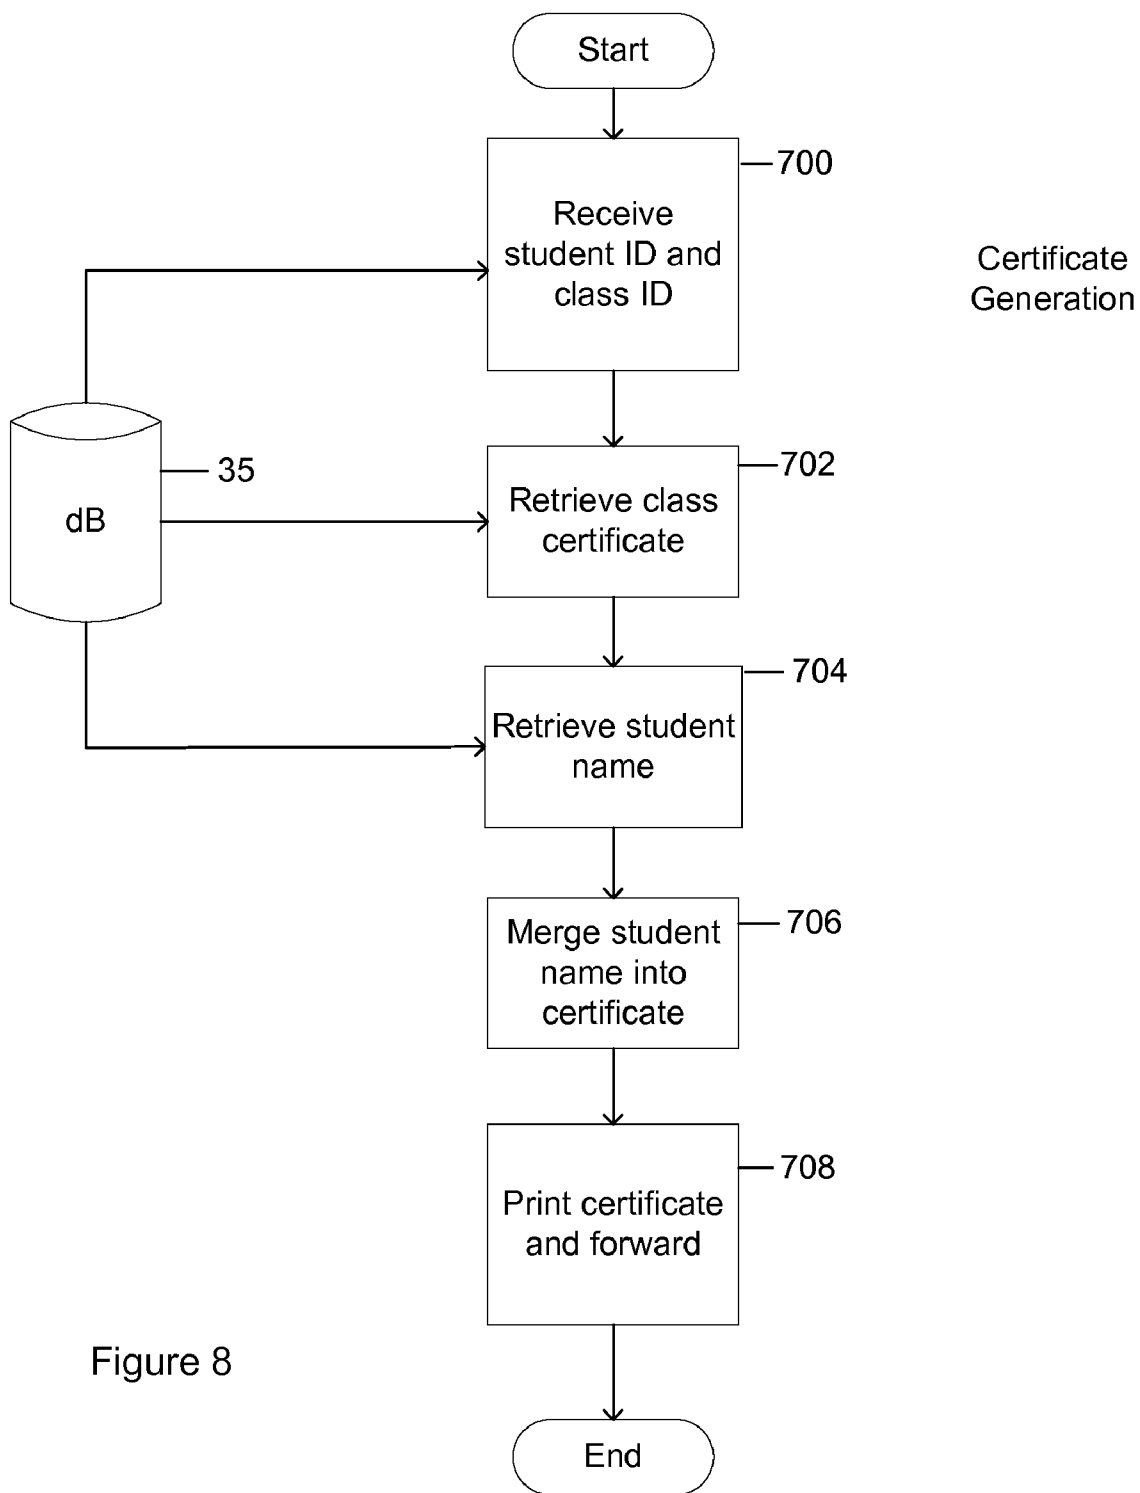 Start
700
Receive
student ID and
class ID
Certificate
Generation
702
Retrieve class
certificate
35
dB
704
Retrieve student
name
706
Merge student
name into
certificate
708
Print certificate
and forward
Figure 8
End